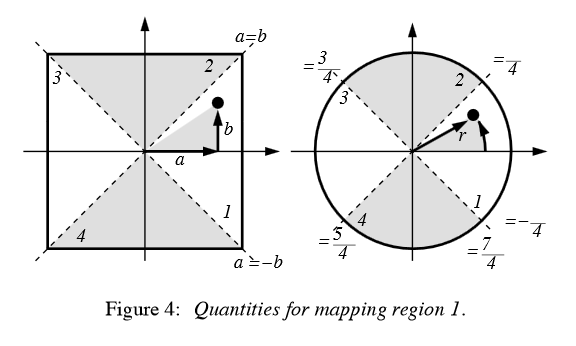 a=b
3
2
b
a
1
4
a=-b
= 3/4
= /4
2
3
r
1
4
=- /4
= 5/4
= 7/4
Figure 4: Quantities for mapping region 1.